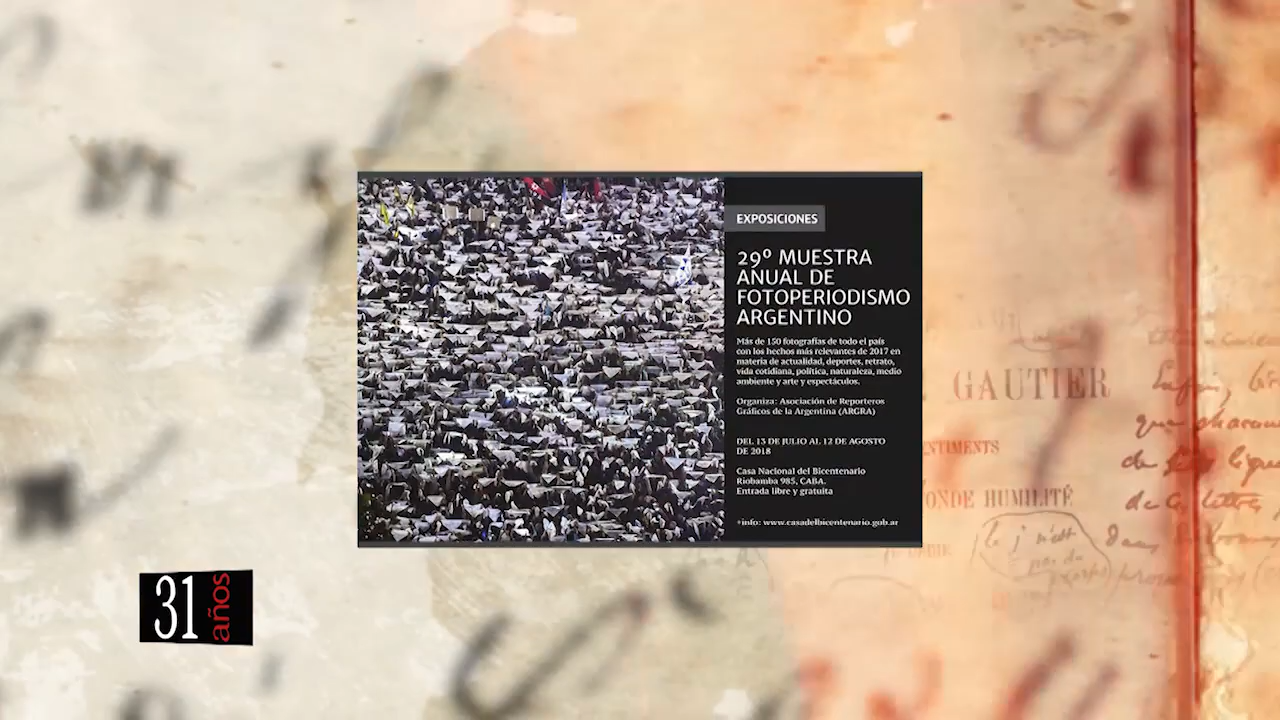 EXPOSICIONES
29º MUESTRA
ANUAL DE
FOTOPERIODISMO
ARGENTINO
Más de 150 fotografías de todo el país
con los hechos más relevantes de 2017 en
materia de actualidad, deportes, retrato,
vida cotidiana, política, naturaleza, medio
ambiente y arte y espectáculos.
Organiza: Asociación de Reporteros
Gráficos de la Argentina (ARGRA)
DEL 13 DE JULIO AL 12 DE AGOSTO
DE 2018
Casa Nacional del Bicentenario
Riobamba 985, CABA.
Entrada libre y gratuita
+info: www.casadelbicentenario.gob.ar
GAUTIER
ONDE HUMILITÉ
31 años